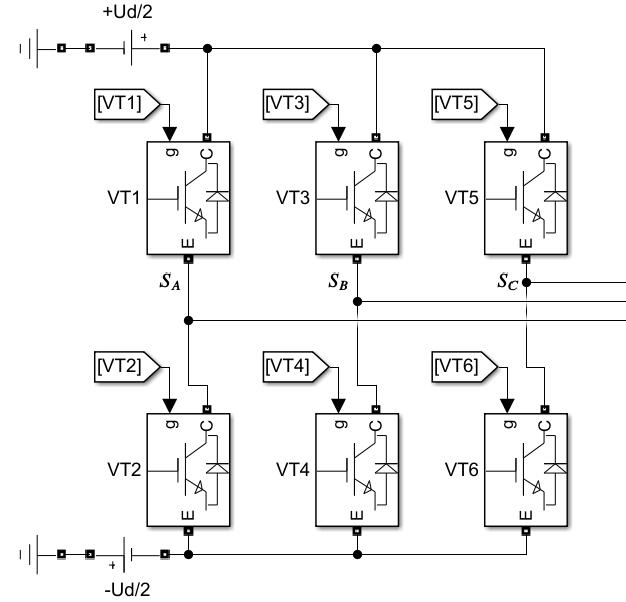 +Ud/2
+
[VT1] [VT3] [VT5]
g C g C g C
VT1 VT3 VT5
E E E
S_A S_B S_C
[VT2] [VT4] [VT6]
g C g C g C
VT2 VT4 VT6
E E E
+
-Ud/2